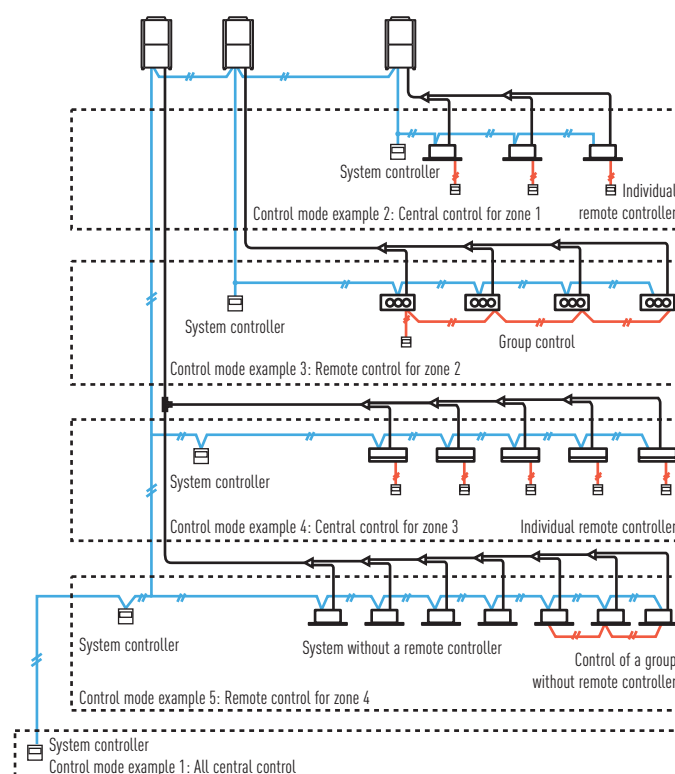 System controller
Individual
remote controller
Control mode example 2: Central control for zone 1
System controller
Group control
Control mode example 3: Remote control for zone 2
System controller
Control mode example 4: Central control for zone 3
Individual remote controller
System controller
System without a remote controller
Control of a group
without remote controller
Control mode example 5: Remote control for zone 4
System controller
Control mode example 1: All central control